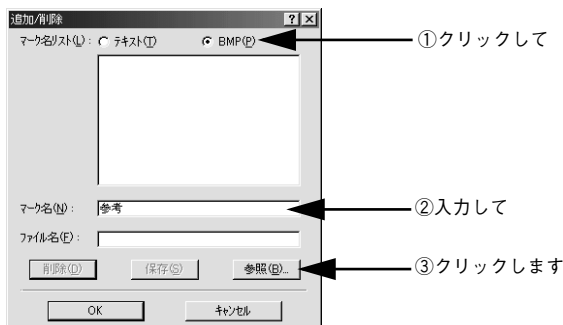 追加/削除
マーク名リスト(L): テキスト(T) BMP(P) ①クリックして
マーク名(N): 参考 ②入力して
ファイル名(F):
削除(D) 保存(S) 参照(B)... ③クリックします
OK キャンセル